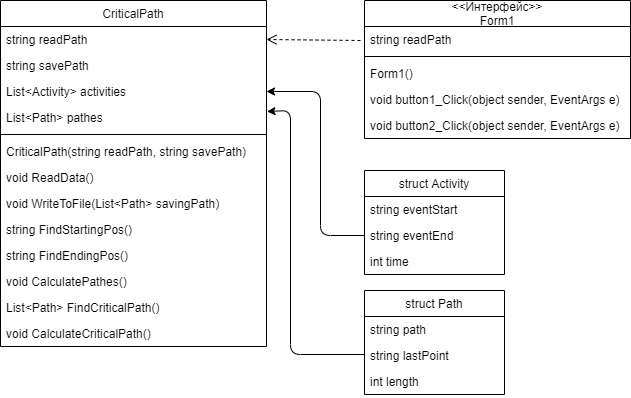 CriticalPath
string readPath
string savePath
List<Activity> activities
List<Path> pathes
CriticalPath(string readPath, string savePath)
void ReadData()
void WriteToFile(List<Path> savingPath)
string FindStartingPos()
string FindEndingPos()
void CalculatePathes()
List<Path> FindCriticalPath()
void CalculateCriticalPath()
<<Интерфейс>>
Form1
string readPath
Form1()
void button1_Click(object sender, EventArgs e)
void button2_Click(object sender, EventArgs e)
struct Activity
string eventStart
string eventEnd
int time
struct Path
string path
string lastPoint
int length